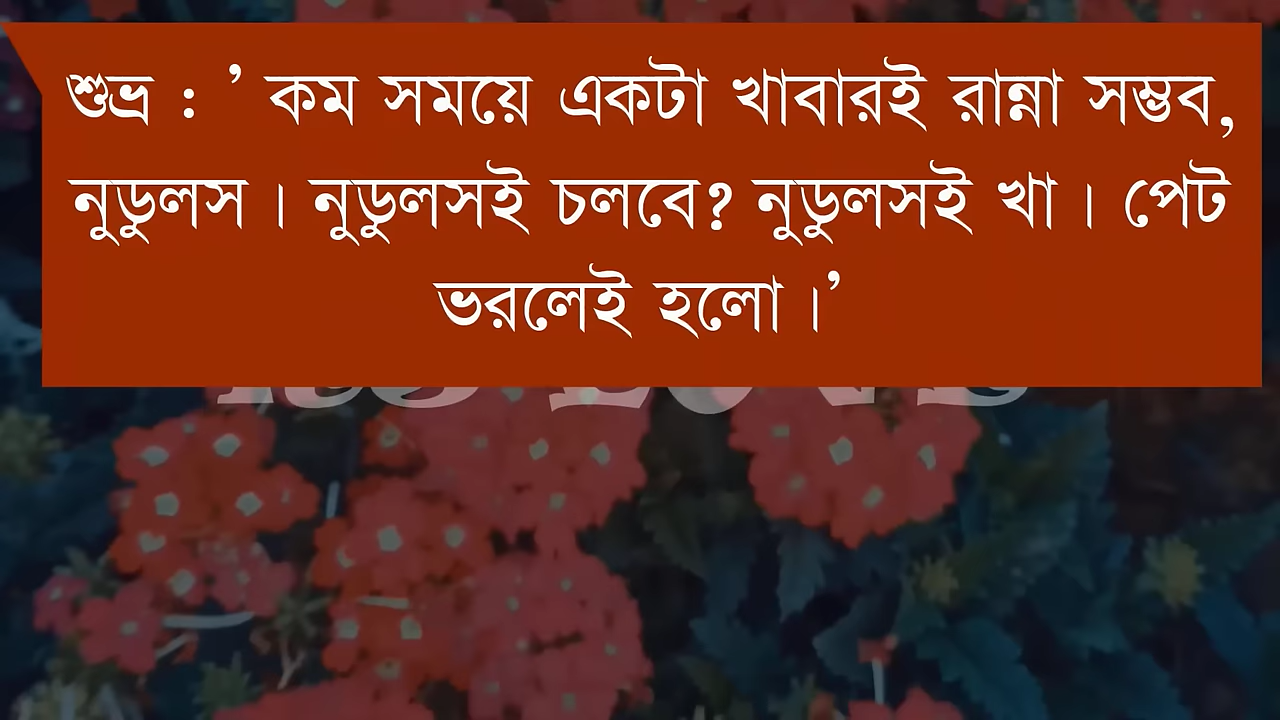 শুভ্র : ’ কম সময়ে একটা খাবারই রান্না সম্ভব,
নুডুলস। নুডুলসই চলবে? নুডুলসই খা। পেট
ভরলেই হলো।’